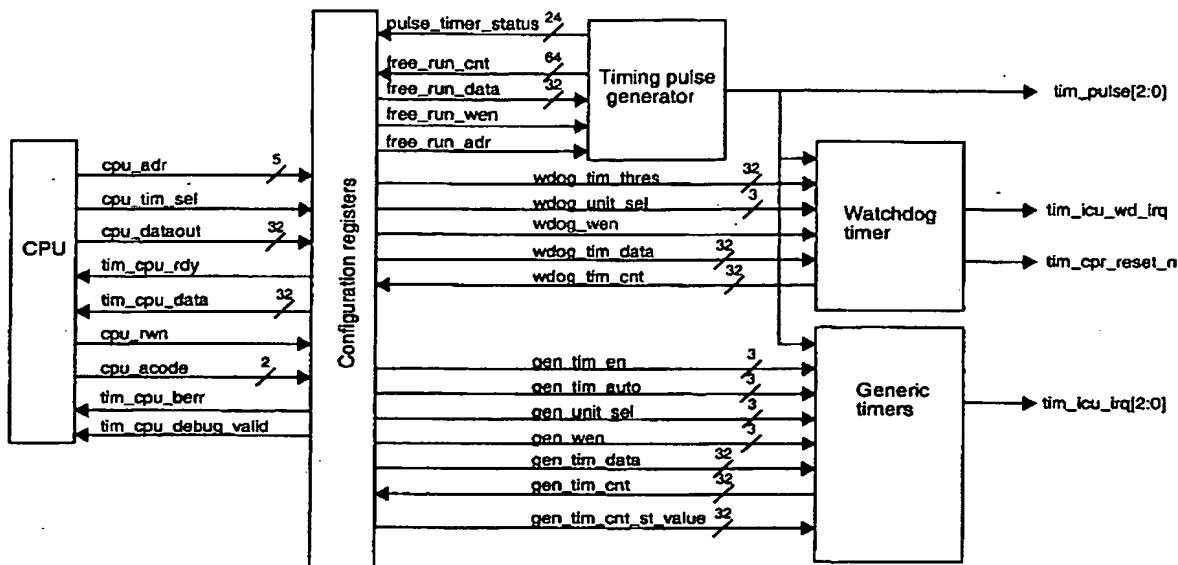 pulse_timer_status 24
free_run_cnt 64
free_run_data 32
free_run_wen
free_run_adr
Timing pulse
generator
tim_pulse[2:0]
CPU
cpu_adr 5
cpu_tim_sel
cpu_dataout 32
tim_cpu_rdy
tim_cpu_data 32
cpu_rwn
cpu_acode 2
tim_cpu_berr
tim_cpu_debug_valid
Configuration registers
wdog_tim_thres 32
wdog_unit_sel 3
wdog_wen
wdog_tim_data 32
wdog_tim_cnt 32
Watchdog
timer
tim_icu_wd_irq
tim_cpr_reset_n
gen_tim_en 3
gen_tim_auto 3
gen_unit_sel 3
gen_wen 3
gen_tim_data 32
gen_tim_cnt 32
gen_tim_cnt_st_value 32
Generic
timers
tim_icu_irq[2:0]